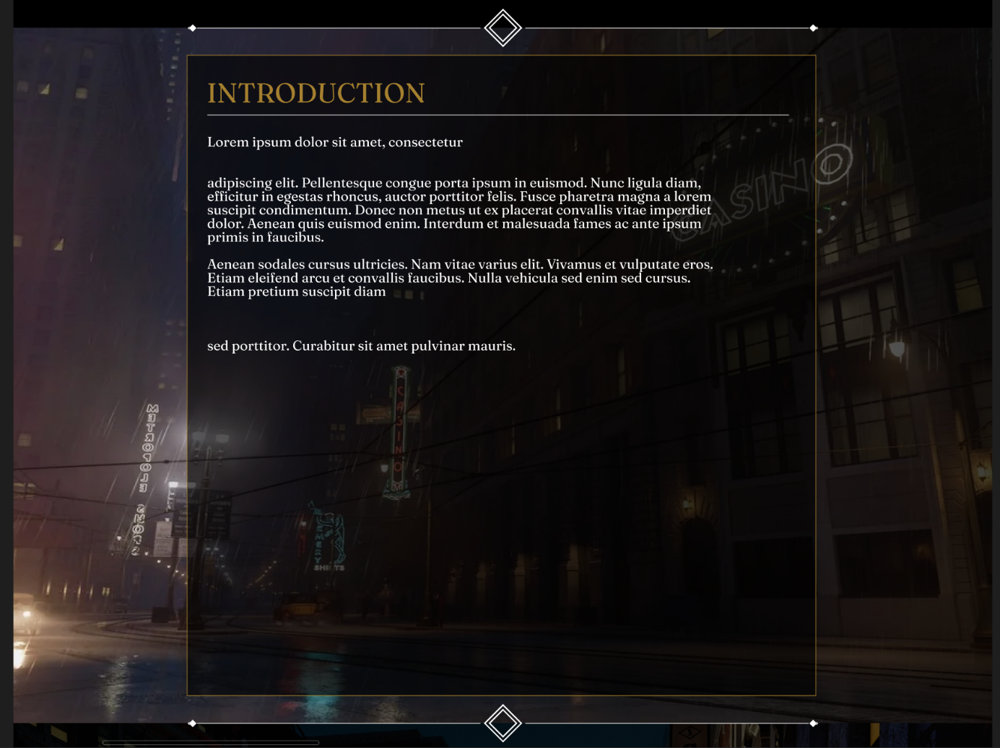 INTRODUCTION
Lorem ipsum dolor sit amet, consectetur
adipiscing elit. Pellentesque congue porta ipsum in euismod. Nunc ligula diam,
efficitur in egestas rhoncus, auctor porttitor felis. Fusce pharetra magna a lorem
suscipit condimentum. Donec non metus ut ex placerat convallis vitae imperdiet
dolor. Aenean quis euismod enim. Interdum et malesuada fames ac ante ipsum
primis in faucibus.
Aenean sodales cursus ultricies. Nam vitae varius elit. Vivamus et vulputate eros.
Etiam eleifend arcu et convallis faucibus. Nulla vehicula sed enim sed cursus.
Etiam pretium suscipit diam
sed porttitor. Curabitur sit amet pulvinar mauris.
CASINO
CASINO
METROPOLE
SHIRTS